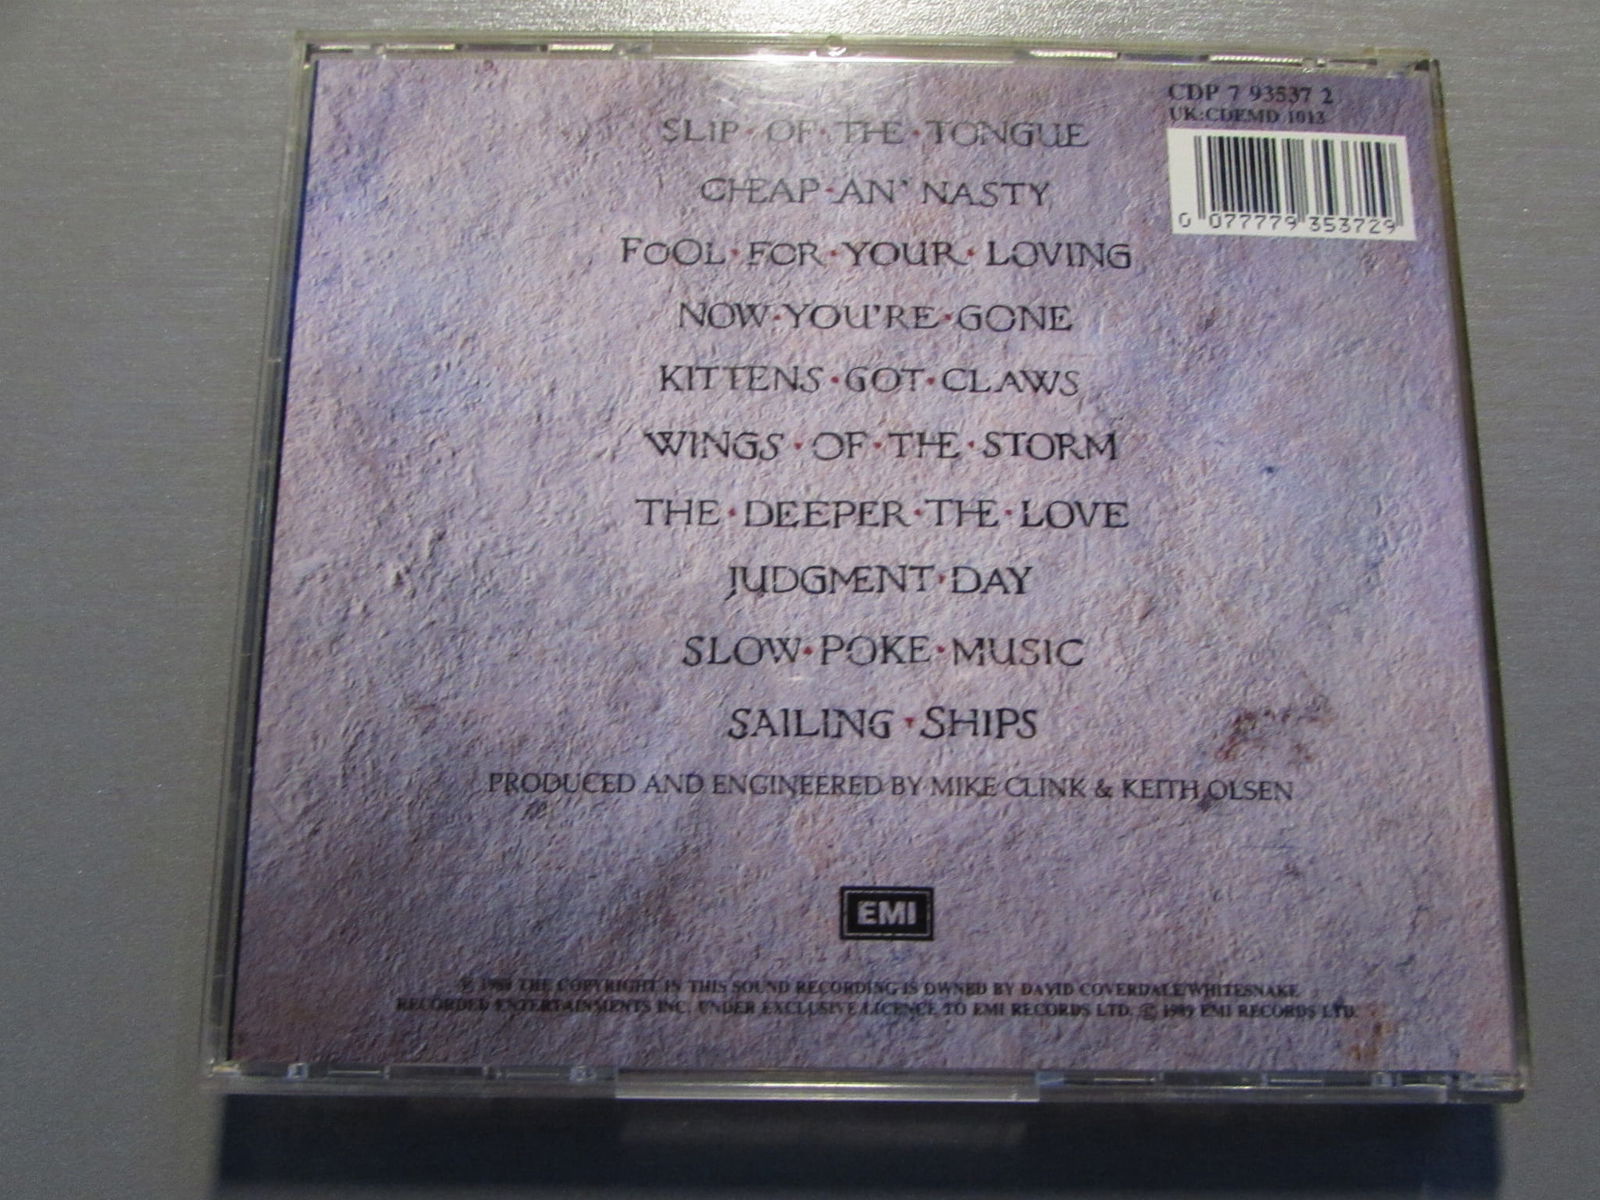 CDP 7 93537 2
UK:CDEMD 1013
0 077779 353729
SLIP·OF·THE·TONGUE
CHEAP·AN' NASTY
FOOL·FOR·YOUR·LOVING
NOW·YOU'RE·GONE
KITTENS·GOT·CLAWS
WINGS·OF·THE·STORM
THE·DEEPER·THE·LOVE
JUDGMENT·DAY
SLOW·POKE·MUSIC
SAILING·SHIPS
PRODUCED AND ENGINEERED BY MIKE CLINK & KEITH OLSEN
EMI
℗ 1989 THE COPYRIGHT IN THIS SOUND RECORDING IS OWNED BY DAVID COVERDALE/WHITESNAKE
RECORDED ENTERTAINMENTS INC. UNDER EXCLUSIVE LICENCE TO EMI RECORDS LTD. © 1989 EMI RECORDS LTD.